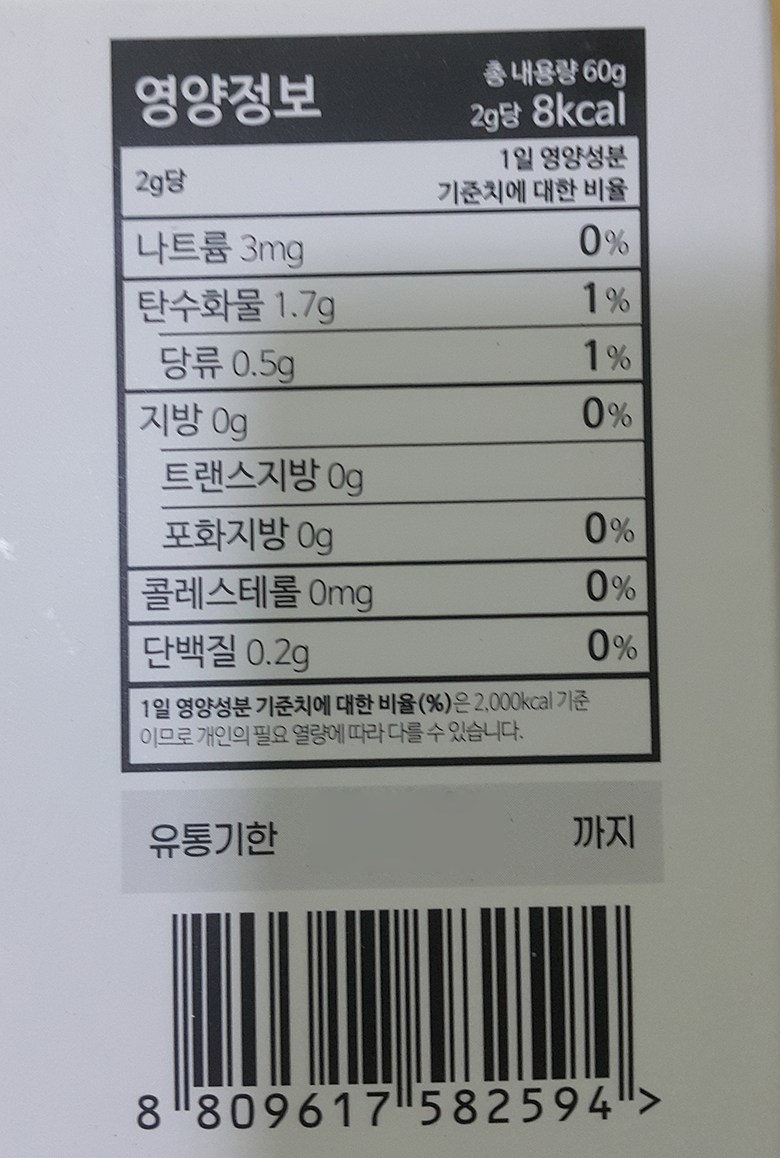 영양정보
총 내용량 60g
2g당 8kcal
2g당
1일 영양성분
기준치에 대한 비율
나트륨 3mg 0%
탄수화물 1.7g 1%
당류 0.5g 1%
지방 0g 0%
트랜스지방 0g
포화지방 0g 0%
콜레스테롤 0mg 0%
단백질 0.2g 0%
1일 영양성분 기준치에 대한 비율(%)은 2,000kcal 기준
이므로 개인의 필요 열량에 따라 다를 수 있습니다.
유통기한 까지
8 809617 582594 >